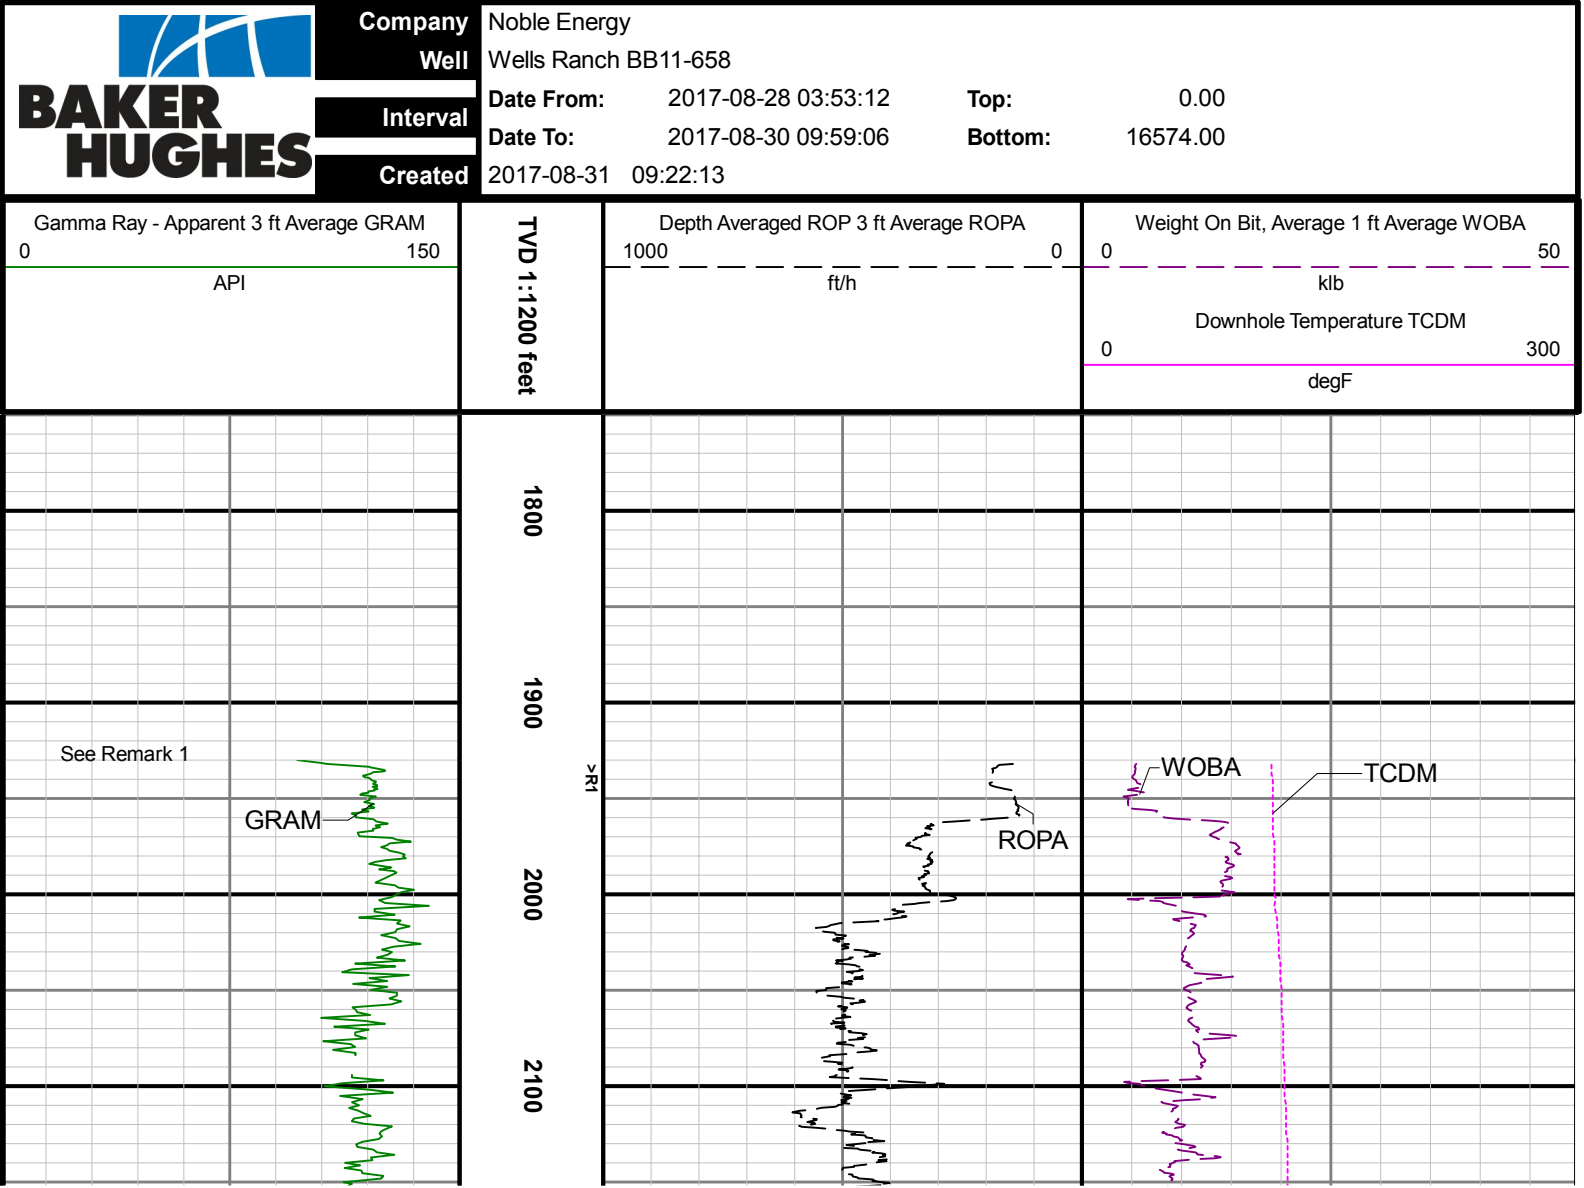 BAKER
HUGHES
Company Noble Energy
Well Wells Ranch BB11-658
Interval
Date From: 2017-08-28 03:53:12 Top: 0.00
Date To: 2017-08-30 09:59:06 Bottom: 16574.00
Created 2017-08-31 09:22:13
Gamma Ray - Apparent 3 ft Average GRAM
0 150
API
TVD 1:1200 feet
Depth Averaged ROP 3 ft Average ROPA
1000 0
ft/h
Weight On Bit, Average 1 ft Average WOBA
0 50
klb
Downhole Temperature TCDM
0 300
degF
1800
1900
See Remark 1
>R1
WOBA
TCDM
GRAM
ROPA
2000
2100